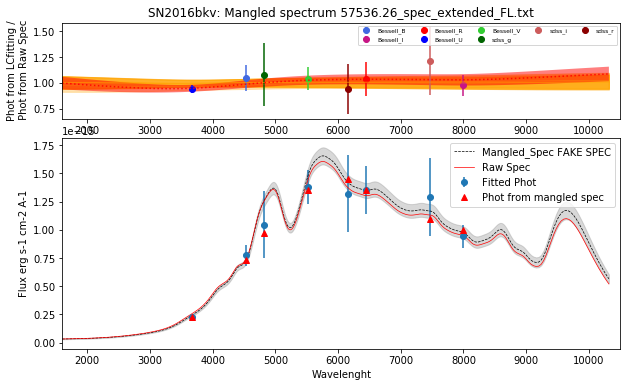 SN2016bkv: Mangled spectrum 57536.26_spec_extended_FL.txt
Phot from LCfitting /
Phot from Raw Spec
1.50
1.25
1.00
0.75
Bessell_B
Bessell_I
Bessell_R
Bessell_U
Bessell_V
sdss_g
sdss_i
sdss_r
2000 3000 4000 5000 6000 7000 8000 9000 10000
Flux erg s-1 cm-2 A-1
1.75
1.50
1.25
1.00
0.75
0.50
0.25
0.00
Mangled_Spec FAKE SPEC
Raw Spec
Fitted Phot
Phot from mangled spec
2000 3000 4000 5000 6000 7000 8000 9000 10000
Wavelenght